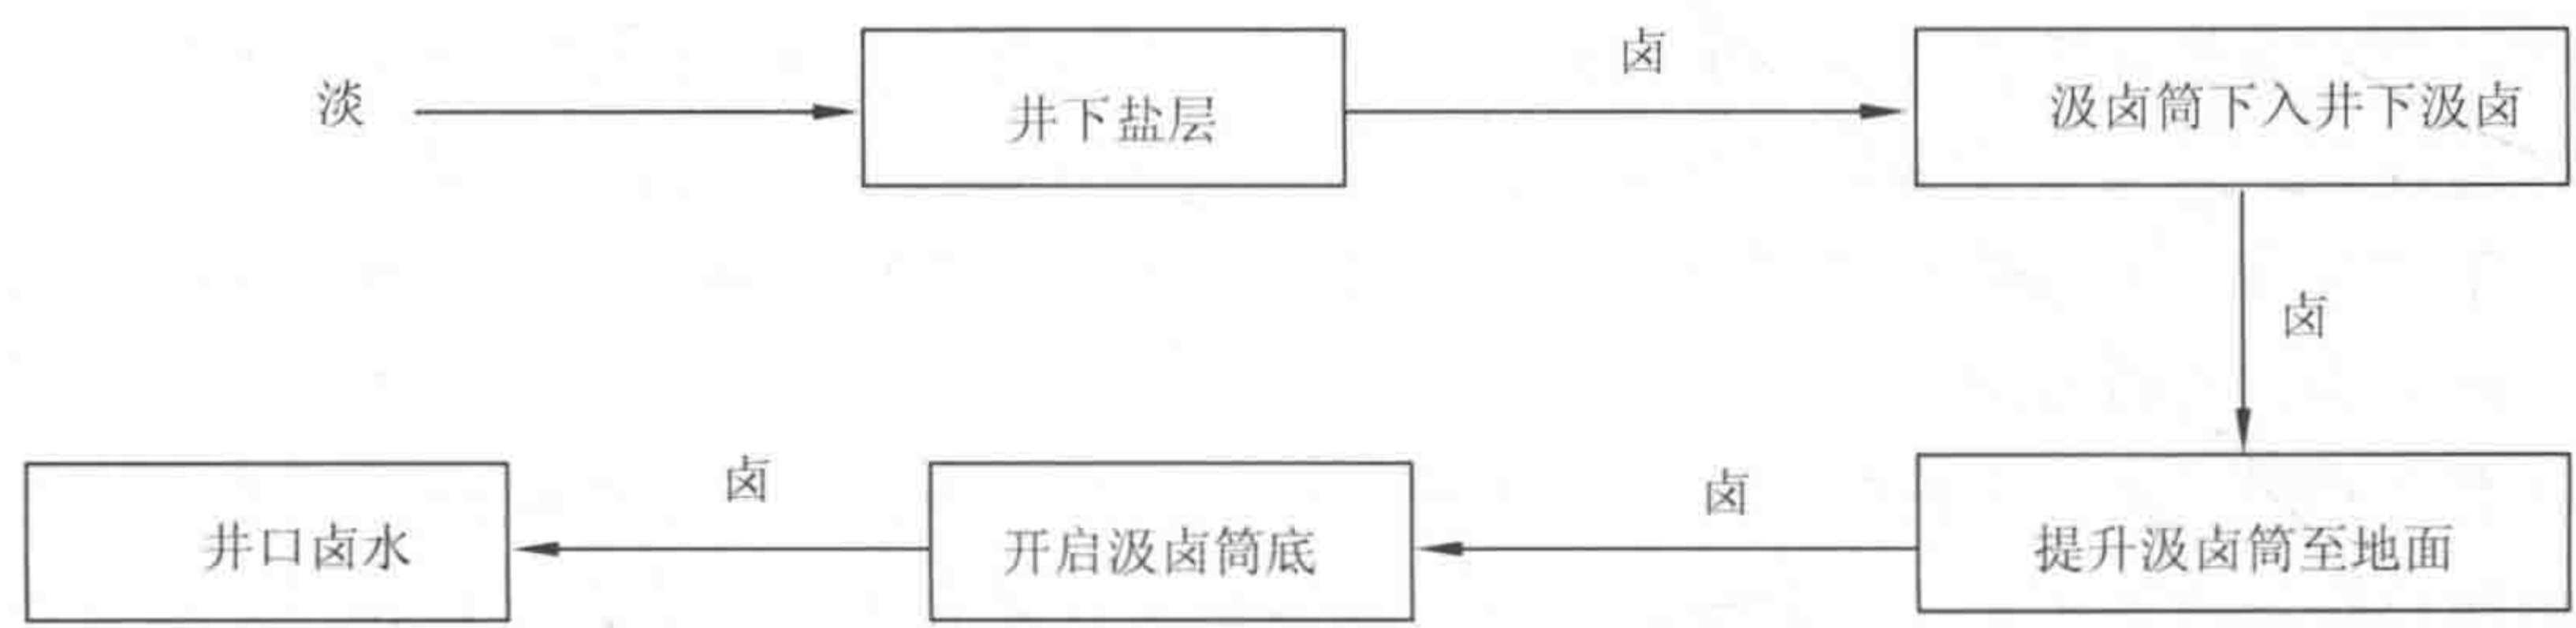 淡
井下盐层
卤
汲卤筒下入井下汲卤
卤
提升汲卤筒至地面
卤
开启汲卤筒底
卤
井口卤水